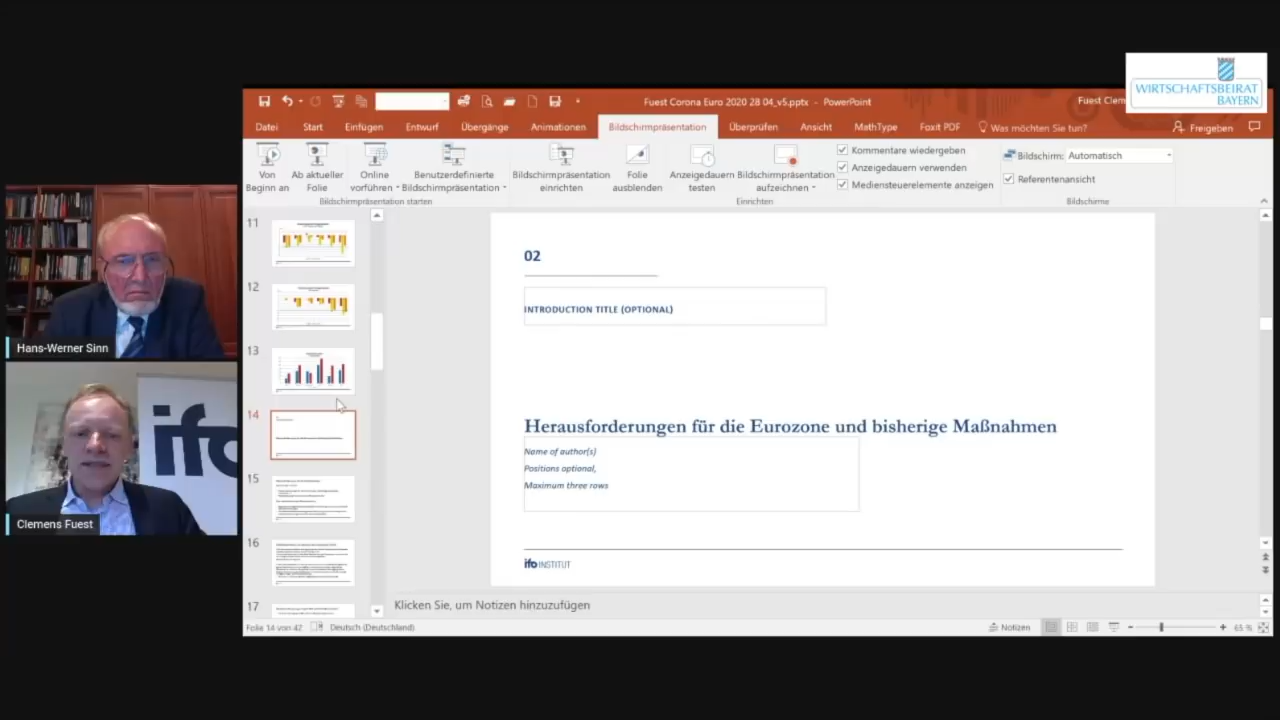 WIRTSCHAFTSBEIRAT
BAYERN
Fuest Corona Euro 2020 28 04_v5.pptx - PowerPoint
Fuest Clem
Datei Start Einfügen Entwurf Übergänge Animationen Bildschirmpräsentation Überprüfen Ansicht MathType Foxit PDF Was möchten Sie tun? Freigeben
Von Beginn an
Ab aktueller Folie
Online vorführen
Benutzerdefinierte Bildschirmpräsentation
Bildschirmpräsentation einrichten
Folie ausblenden
Anzeigedauern testen
Bildschirmpräsentation aufzeichnen
Kommentare wiedergeben
Anzeigedauern verwenden
Mediensteuerelemente anzeigen
Bildschirm: Automatisch
Referentenansicht
Bildschirmpräsentation starten
Einrichten
Bildschirme
11
12
13
14
15
16
17
02
INTRODUCTION TITLE (OPTIONAL)
Herausforderungen für die Eurozone und bisherige Maßnahmen
Name of author(s)
Positions optional,
Maximum three rows
ifo INSTITUT
Klicken Sie, um Notizen hinzuzufügen
Folie 14 von 42 Deutsch (Deutschland) Notizen 65 %
Hans-Werner Sinn
ifo
Clemens Fuest